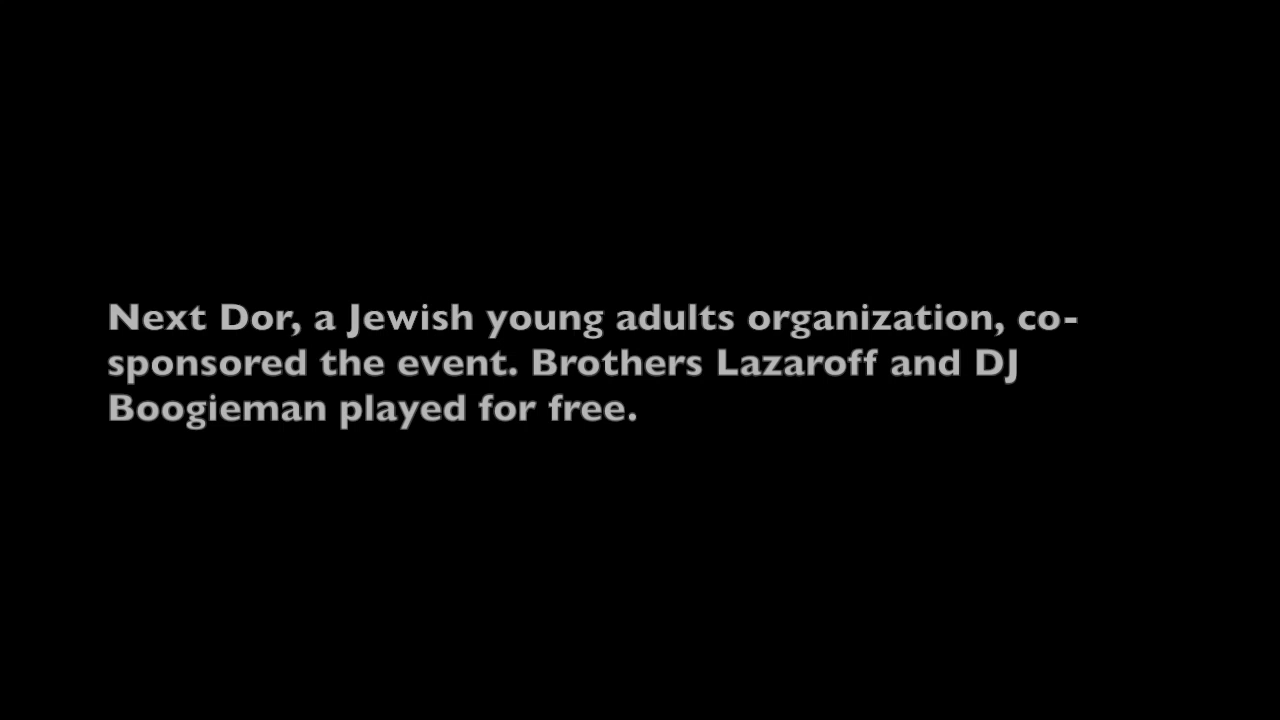 Next Dor, a Jewish young adults organization, co-
sponsored the event. Brothers Lazaroff and DJ
Boogieman played for free.